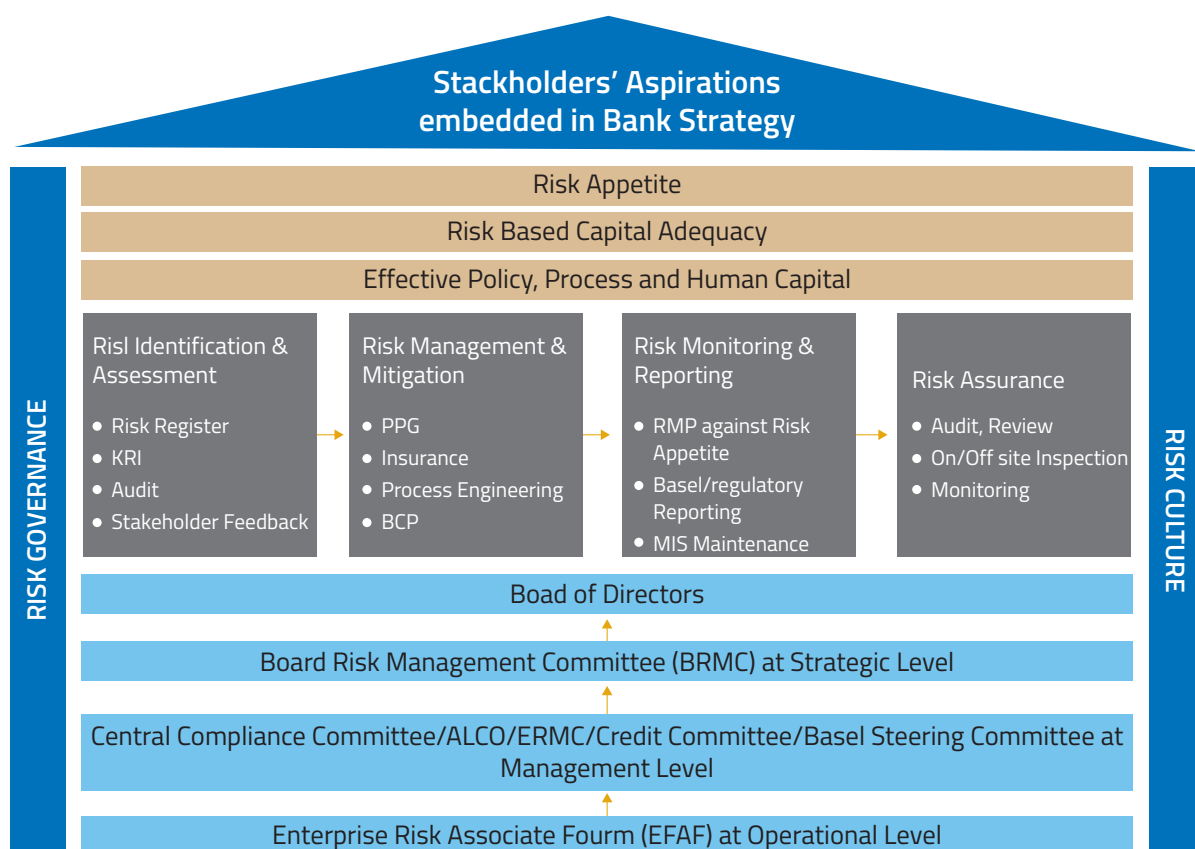 Stackholders’ Aspirations
embedded in Bank Strategy
RISK GOVERNANCE
Risk Appetite
Risk Based Capital Adequacy
Effective Policy, Process and Human Capital
Risl Identification &
Assessment
• Risk Register
• KRI
• Audit
• Stakeholder Feedback
Risk Management &
Mitigation
• PPG
• Insurance
• Process Engineering
• BCP
Risk Monitoring &
Reporting
• RMP against Risk
Appetite
• Basel/regulatory
Reporting
• MIS Maintenance
Risk Assurance
• Audit, Review
• On/Off site Inspection
• Monitoring
Boad of Directors
Board Risk Management Committee (BRMC) at Strategic Level
Central Compliance Committee/ALCO/ERMC/Credit Committee/Basel Steering Committee at
Management Level
Enterprise Risk Associate Fourm (EFAF) at Operational Level
RISK CULTURE